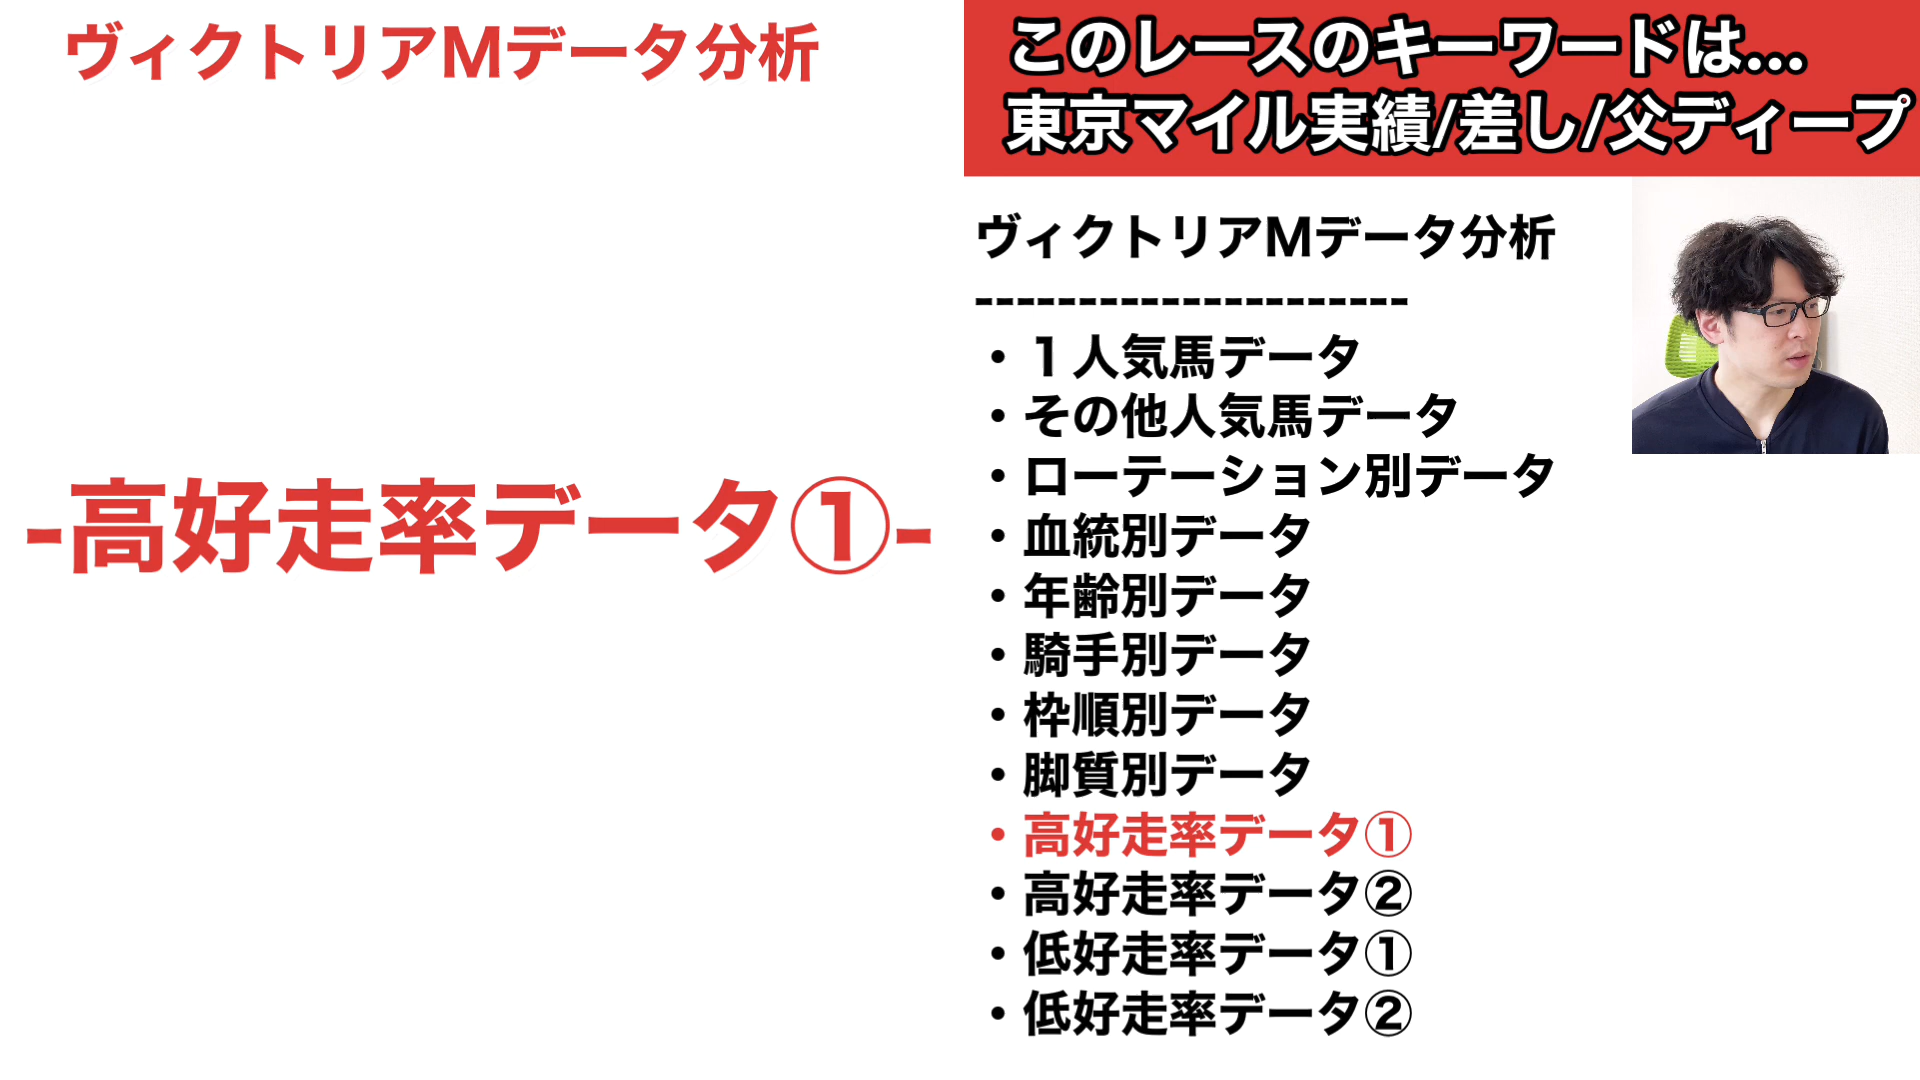 ヴィクトリアMデータ分析
-高好走率データ①-
このレースのキーワードは...
東京マイル実績/差し/父ディープ
ヴィクトリアMデータ分析
---------------------
・１人気馬データ
・その他人気馬データ
・ローテーション別データ
・血統別データ
・年齢別データ
・騎手別データ
・枠順別データ
・脚質別データ
・高好走率データ①
・高好走率データ②
・低好走率データ①
・低好走率データ②